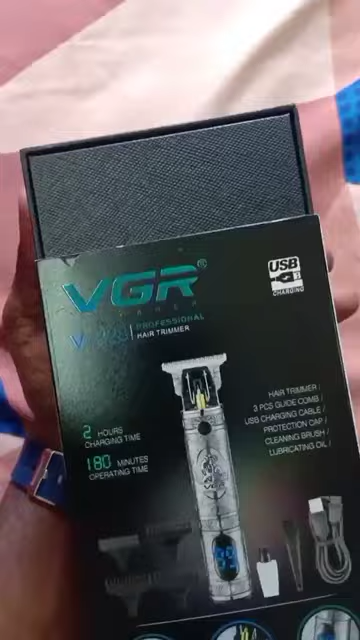 VGR®
USB
CHARGING
PROFESSIONAL
HAIR TRIMMER
HAIR TRIMMER /
3 PCS GUIDE COMB /
USB CHARGING CABLE /
PROTECTION CAP /
CLEANING BRUSH /
LUBRICATING OIL /
2 HOURS
CHARGING TIME
180 MINUTES
OPERATING TIME